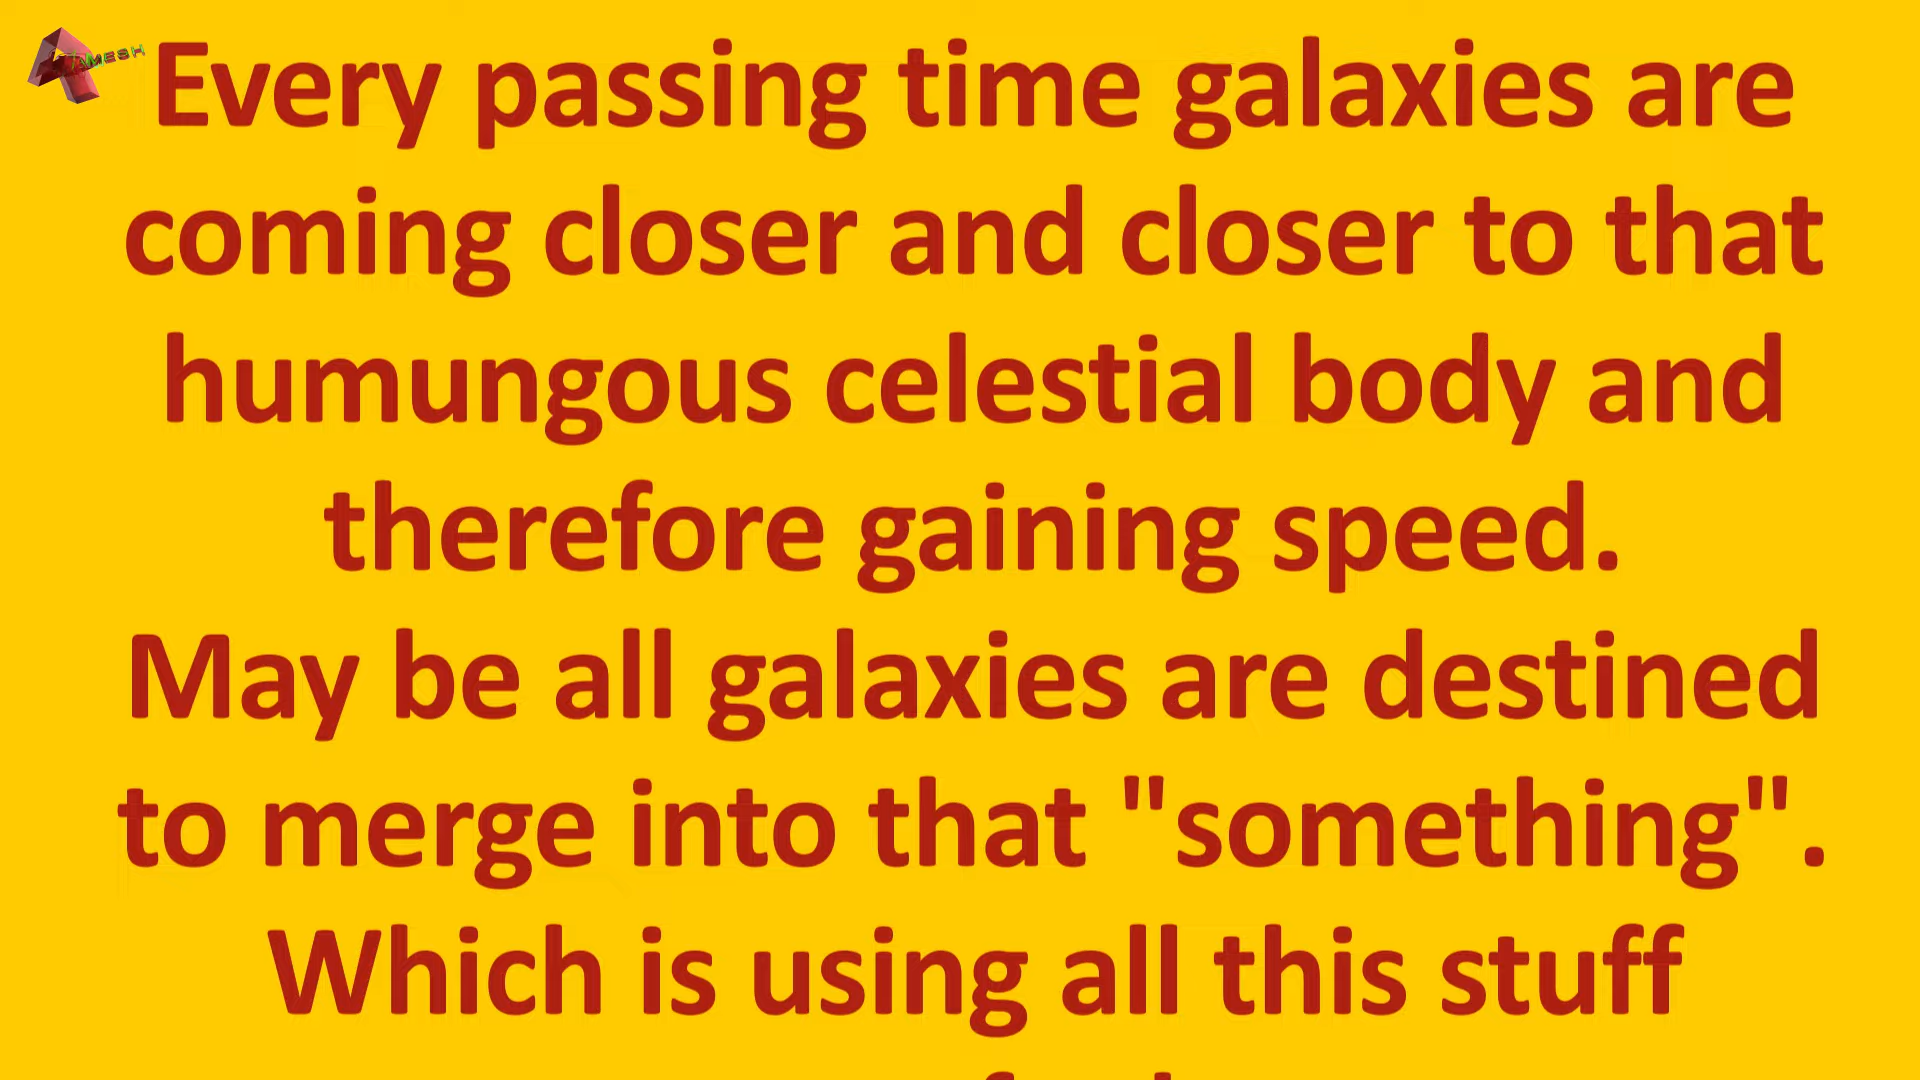 ATAMESH
Every passing time galaxies are
coming closer and closer to that
humungous celestial body and
therefore gaining speed.
May be all galaxies are destined
to merge into that "something".
Which is using all this stuff